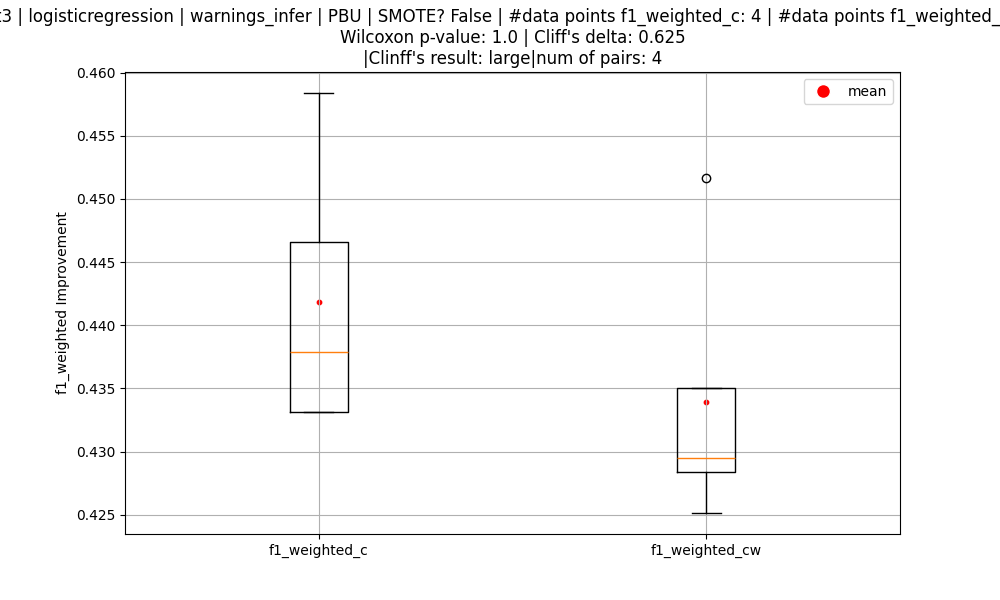 | logisticregression | warnings_infer | PBU | SMOTE? False | #data points f1_weighted_c: 4 | #data points f1_weighted_
Wilcoxon p-value: 1.0 | Cliff's delta: 0.625
|Clinff's result: large|num of pairs: 4
0.460
mean
0.455
0.450
0.445
0.440
0.435
0.430
0.425
f1_weighted Improvement
f1_weighted_c
f1_weighted_cw